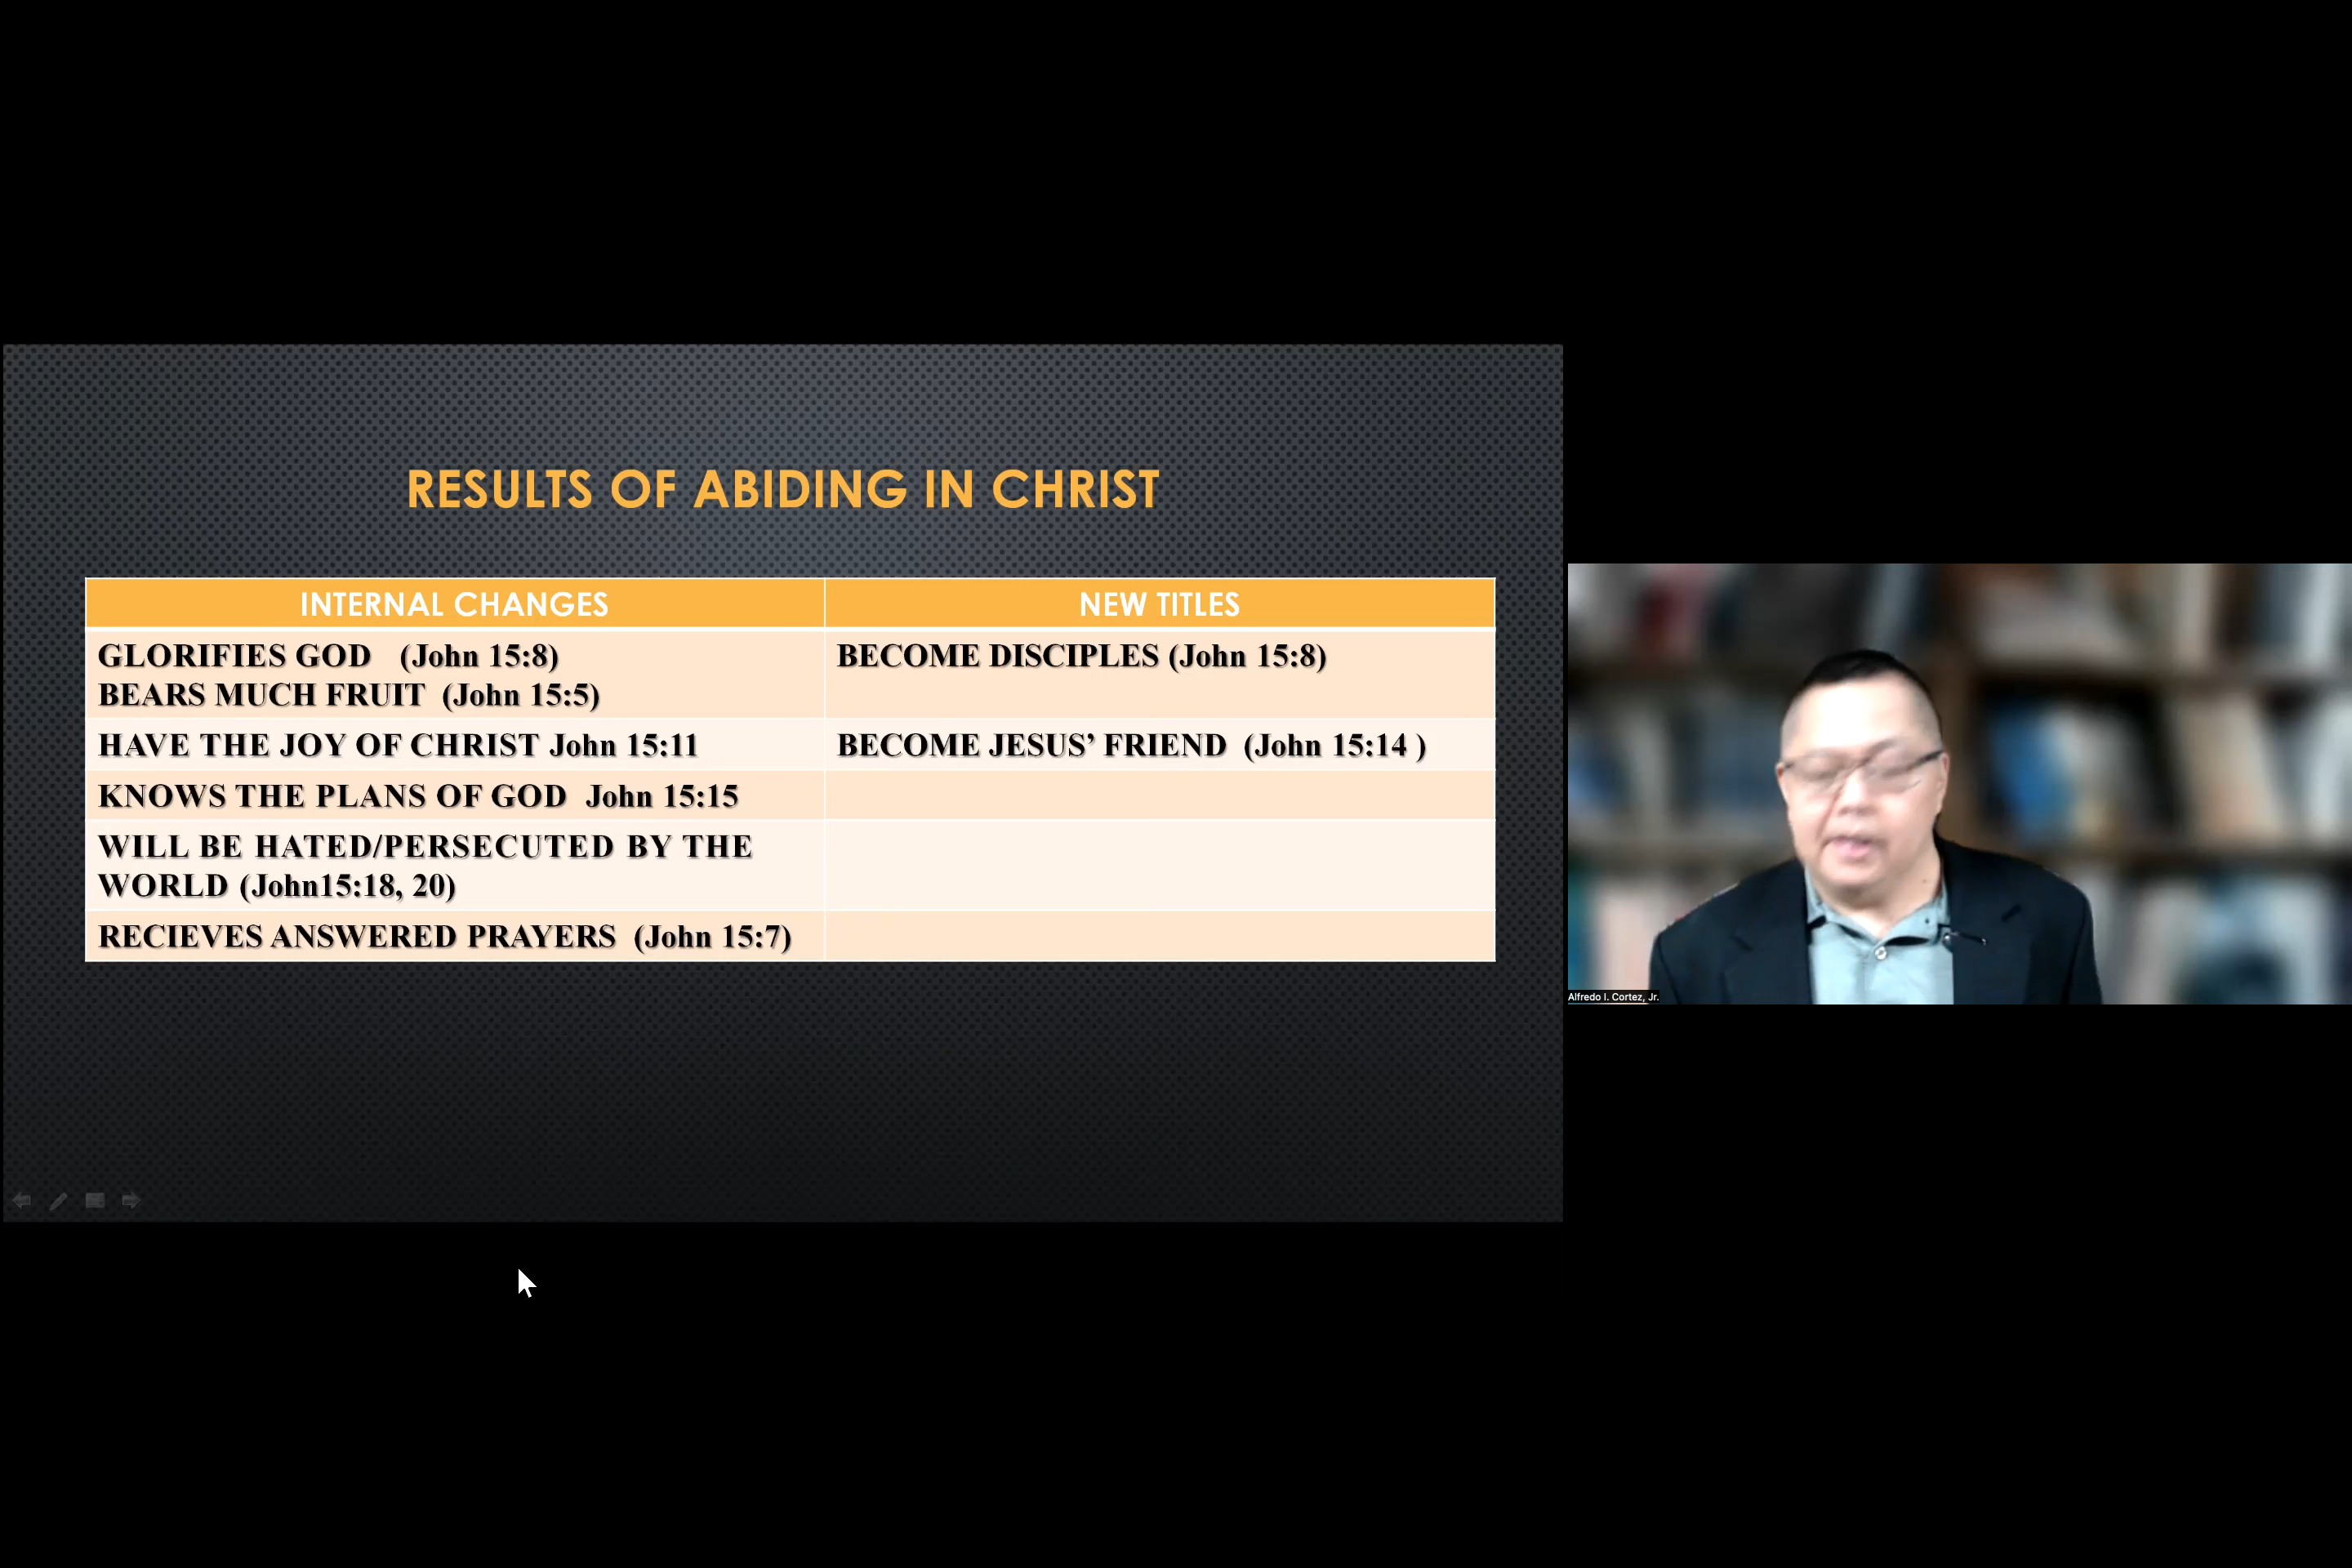 RESULTS OF ABIDING IN CHRIST
INTERNAL CHANGES
NEW TITLES
GLORIFIES GOD (John 15:8)
BEARS MUCH FRUIT (John 15:5)
BECOME DISCIPLES (John 15:8)
HAVE THE JOY OF CHRIST John 15:11
BECOME JESUS’ FRIEND (John 15:14 )
KNOWS THE PLANS OF GOD John 15:15
WILL BE HATED/PERSECUTED BY THE
WORLD (John15:18, 20)
RECIEVES ANSWERED PRAYERS (John 15:7)
Alfredo I. Cortez, Jr.